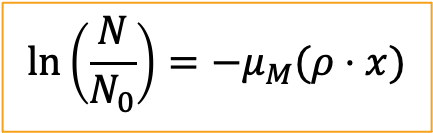 ln(N/N₀) = −μ_M(ρ · x)